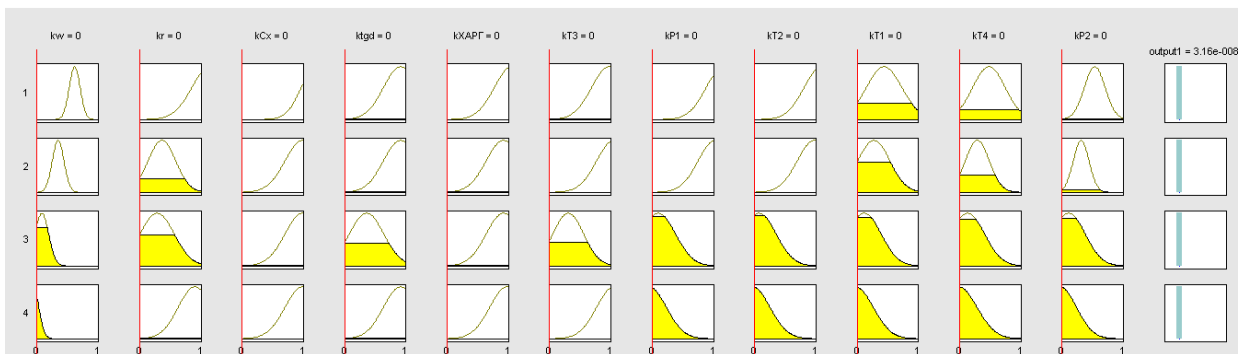 kw = 0 kr = 0 kCx = 0 ktgd = 0 kХАРГ = 0 kT3 = 0 kP1 = 0 kT2 = 0 kT1 = 0 kT4 = 0 kP2 = 0
output1 = 3.16e-008
1
2
3
4
0 1 0 1 0 1 0 1 0 1 0 1 0 1 0 1 0 1 0 1 0 1